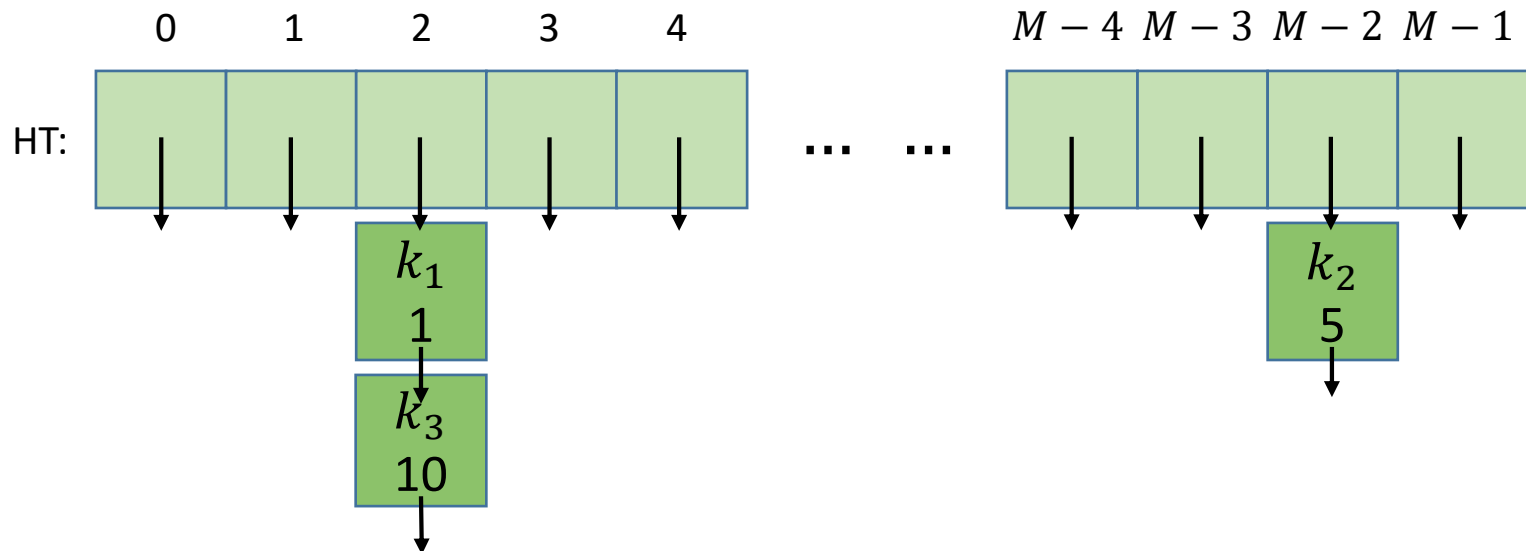 0 1 2 3 4 M − 4 M − 3 M − 2 M − 1
HT: ... ...
k₁ k₂
1 5
k₃
10